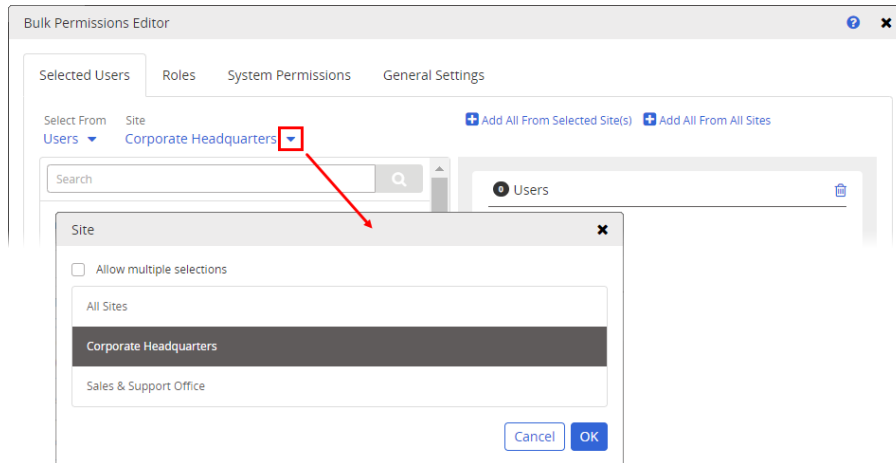 Bulk Permissions Editor
?
Selected Users Roles System Permissions General Settings
Select From Site
Users Corporate Headquarters
Add All From Selected Site(s) Add All From All Sites
Search
0 Users
Site
Allow multiple selections
All Sites
Corporate Headquarters
Sales & Support Office
Cancel OK